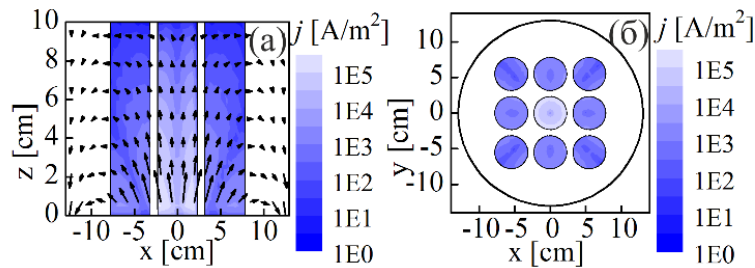 10
8
6
4
2
0
z [cm]
-10 -5 0 5 10
x [cm]
(а)
j [A/m²]
1E5
1E4
1E3
1E2
1E1
1E0
10
5
0
-5
-10
y [cm]
-10 -5 0 5 10
x [cm]
(б)
j [A/m²]
1E5
1E4
1E3
1E2
1E1
1E0